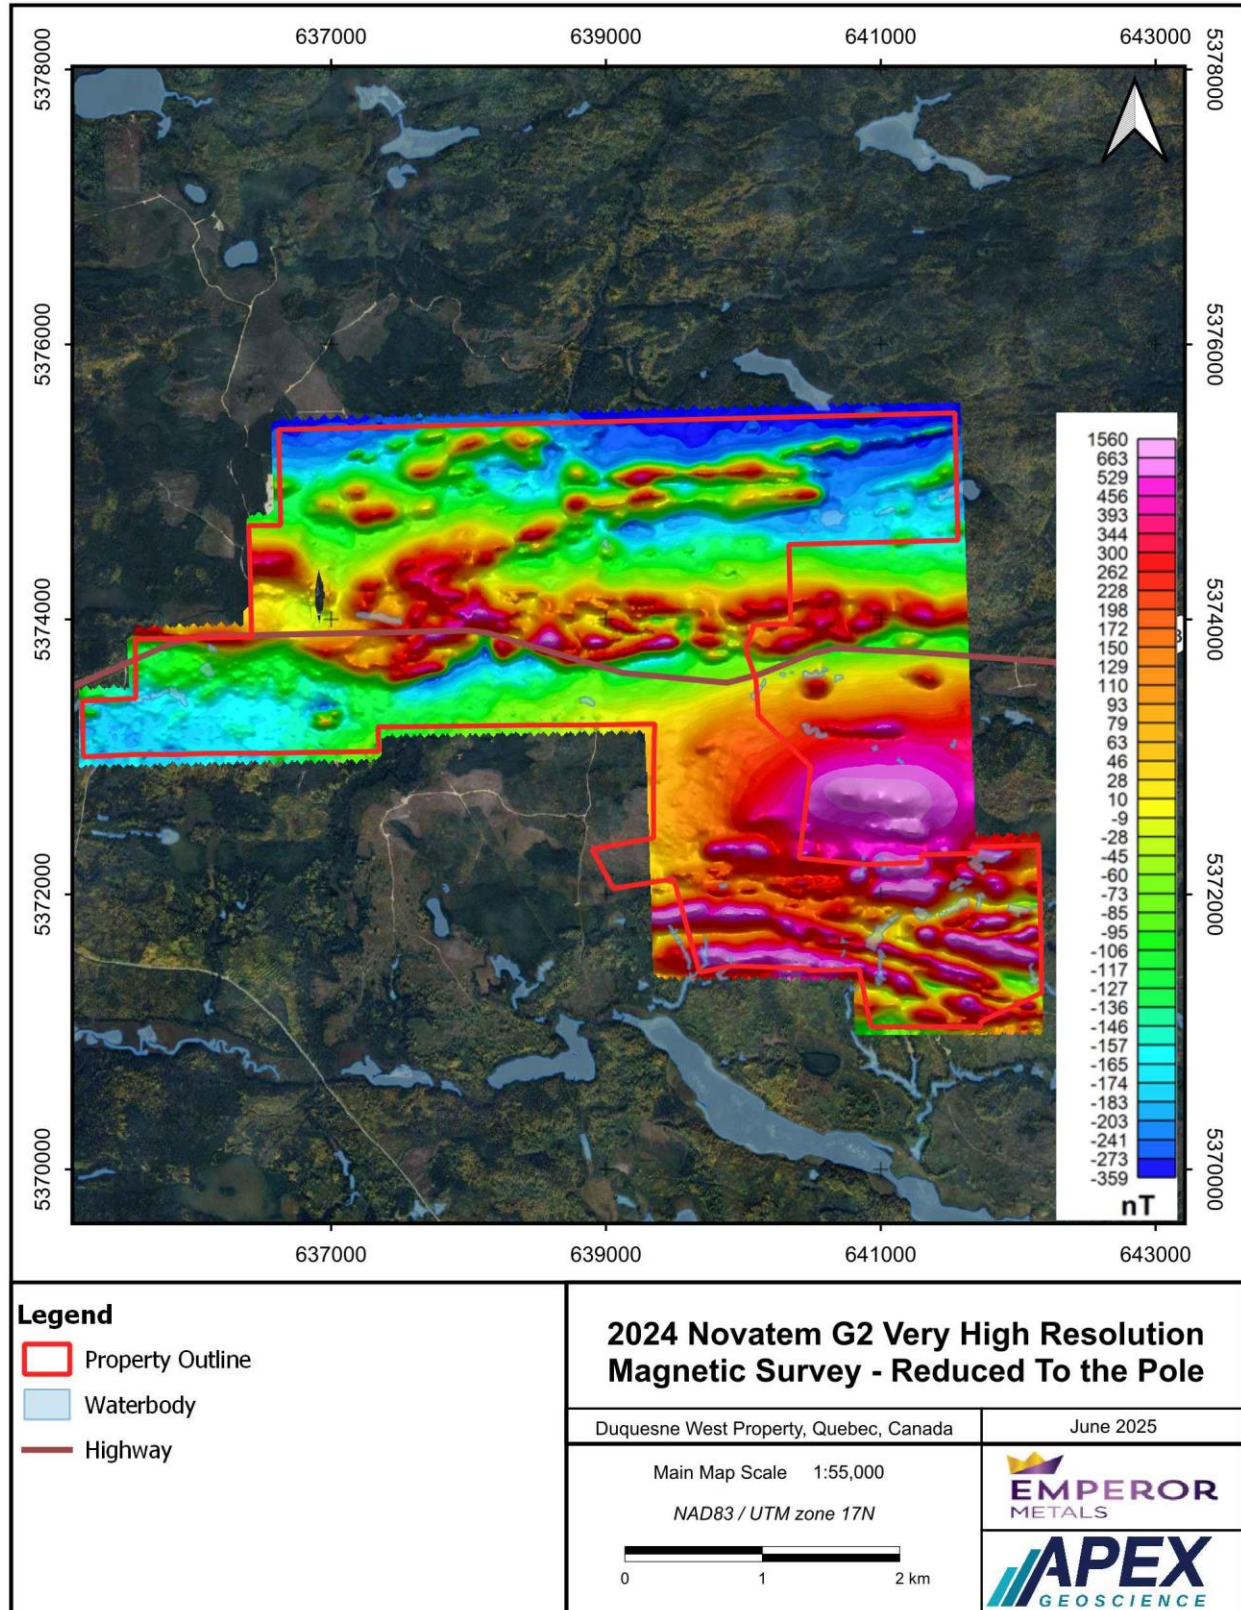 637000 639000 641000 643000
5378000
5378000
5376000
5376000
5374000
5374000
5372000
5372000
5370000
5370000
1560
663
529
456
393
344
300
262
228
198
172
150
129
110
93
79
63
46
28
10
-9
-28
-45
-60
-73
-85
-95
-106
-117
-127
-136
-146
-157
-165
-174
-183
-203
-241
-273
-359
nT
637000 639000 641000 643000
Legend
Property Outline
Waterbody
Highway
2024 Novatem G2 Very High Resolution
Magnetic Survey - Reduced To the Pole
Duquesne West Property, Quebec, Canada
June 2025
Main Map Scale 1:55,000
NAD83 / UTM zone 17N
0 1 2 km
EMPEROR
METALS
APEX
GEOSCIENCE